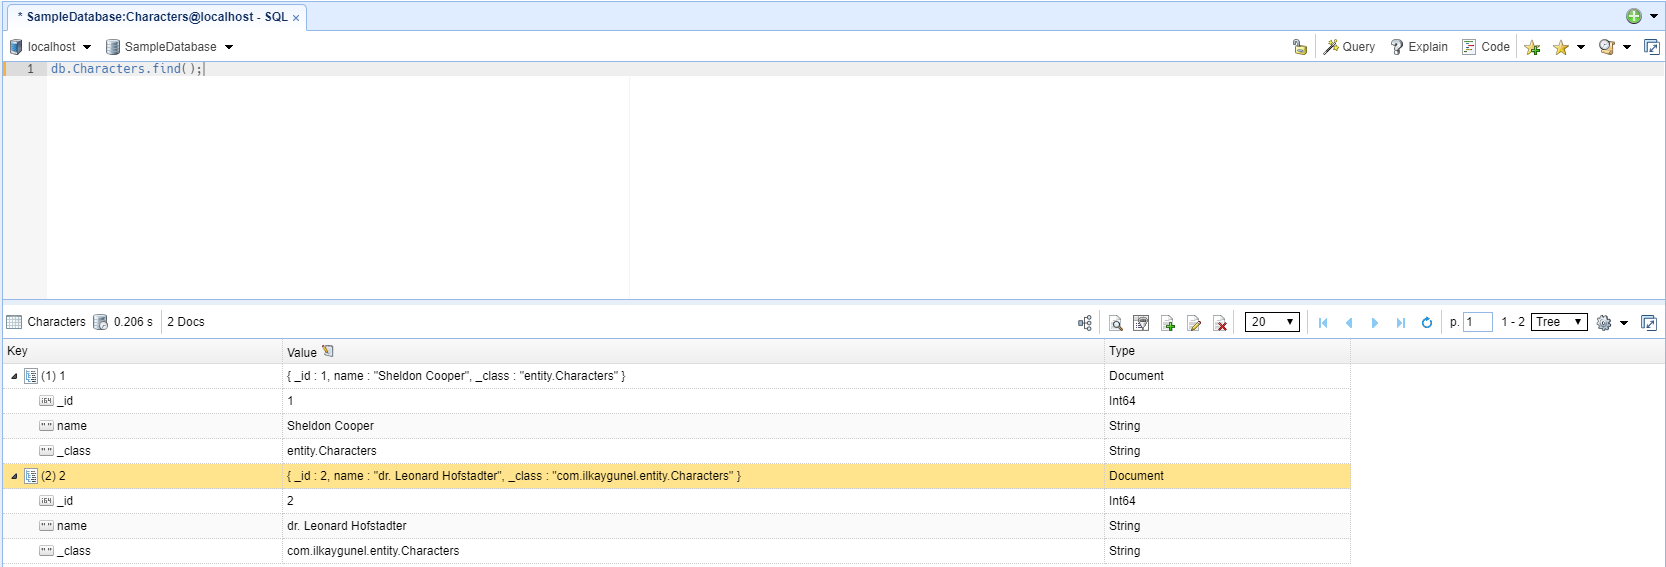 * SampleDatabase:Characters@localhost - SQL ×
localhost SampleDatabase Query Explain Code
1 db.Characters.find();
Characters 0.206 s 2 Docs 20 p. 1 1 - 2 Tree
Key Value Type
(1) 1 { _id : 1, name : "Sheldon Cooper", _class : "entity.Characters" } Document
i64 _id 1 Int64
" " name Sheldon Cooper String
" " _class entity.Characters String
(2) 2 { _id : 2, name : "dr. Leonard Hofstadter", _class : "com.ilkaygunel.entity.Characters" } Document
i64 _id 2 Int64
" " name dr. Leonard Hofstadter String
" " _class com.ilkaygunel.entity.Characters String